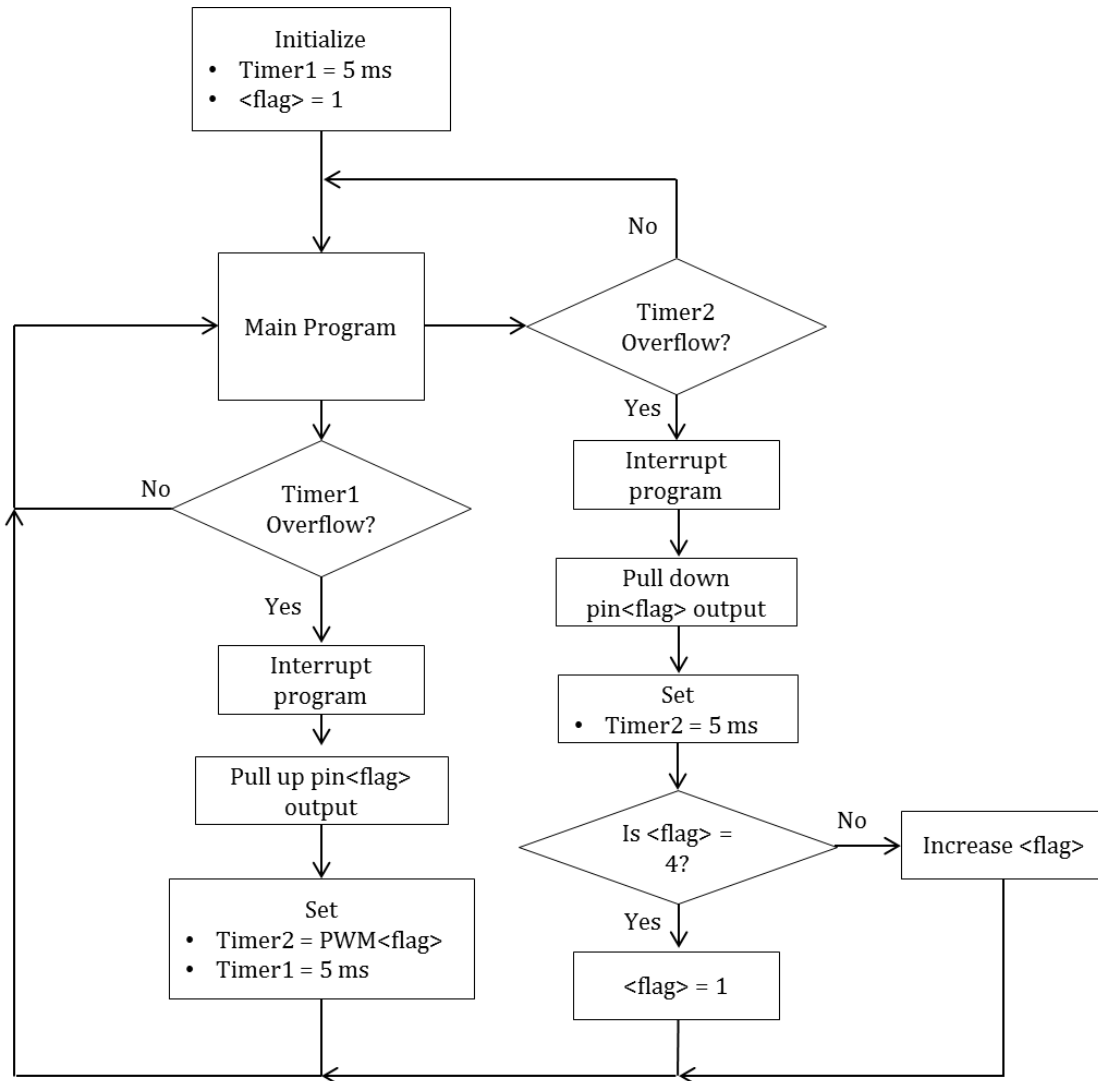 Initialize
• Timer1 = 5 ms
• <flag> = 1
No
Main Program
Timer2
Overflow?
Yes
Interrupt
program
No
Timer1
Overflow?
Pull down
pin<flag> output
Yes
Interrupt
program
Set
• Timer2 = 5 ms
Pull up pin<flag>
output
Is <flag> =
4?
No
Increase <flag>
Set
• Timer2 = PWM<flag>
• Timer1 = 5 ms
Yes
<flag> = 1